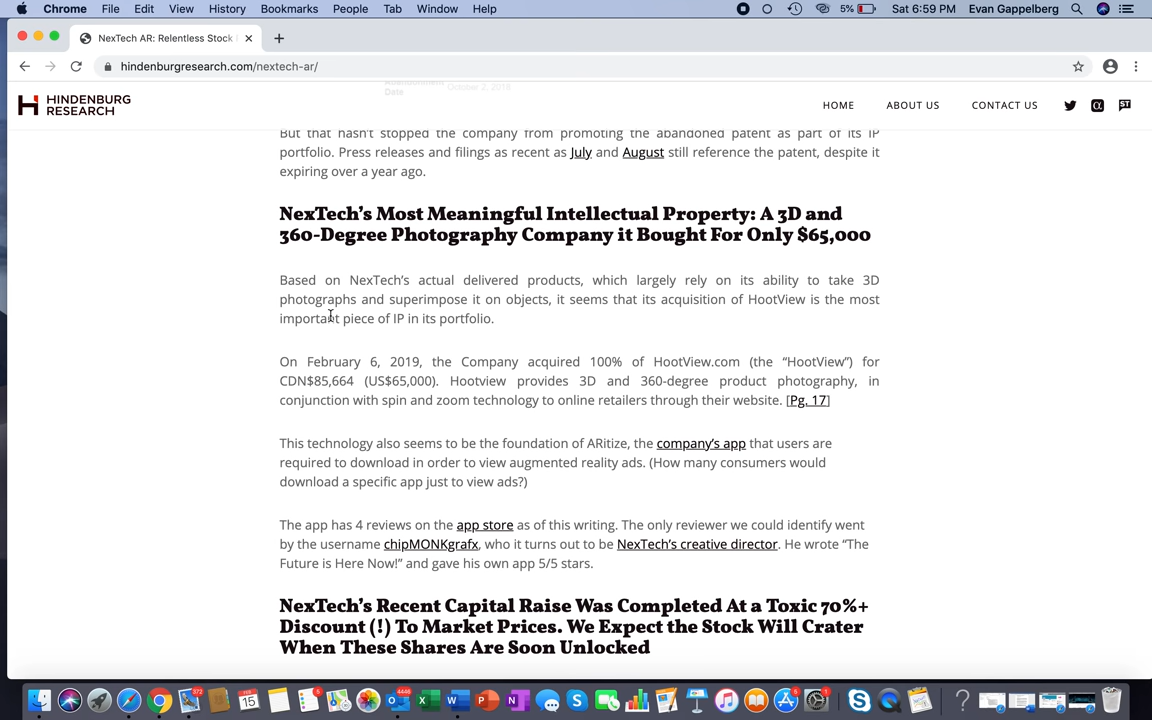 Chrome File Edit View History Bookmarks People Tab Window Help 5% Sat 6:59 PM Evan Gappelberg
NexTech AR: Relentless Stock
hindenburgresearch.com/nextech-ar/
HINDENBURG
RESEARCH
HOME ABOUT US CONTACT US
Date October 2, 2018
But that hasn't stopped the company from promoting the abandoned patent as part of its IP
portfolio. Press releases and filings as recent as July and August still reference the patent, despite it
expiring over a year ago.
NexTech's Most Meaningful Intellectual Property: A 3D and
360-Degree Photography Company it Bought For Only $65,000
Based on NexTech's actual delivered products, which largely rely on its ability to take 3D
photographs and superimpose it on objects, it seems that its acquisition of HootView is the most
important piece of IP in its portfolio.
On February 6, 2019, the Company acquired 100% of HootView.com (the “HootView”) for
CDN$85,664 (US$65,000). Hootview provides 3D and 360-degree product photography, in
conjunction with spin and zoom technology to online retailers through their website. [Pg. 17]
This technology also seems to be the foundation of ARitize, the company's app that users are
required to download in order to view augmented reality ads. (How many consumers would
download a specific app just to view ads?)
The app has 4 reviews on the app store as of this writing. The only reviewer we could identify went
by the username chipMONKgrafx, who it turns out to be NexTech's creative director. He wrote “The
Future is Here Now!” and gave his own app 5/5 stars.
NexTech's Recent Capital Raise Was Completed At a Toxic 70%+
Discount (!) To Market Prices. We Expect the Stock Will Crater
When These Shares Are Soon Unlocked